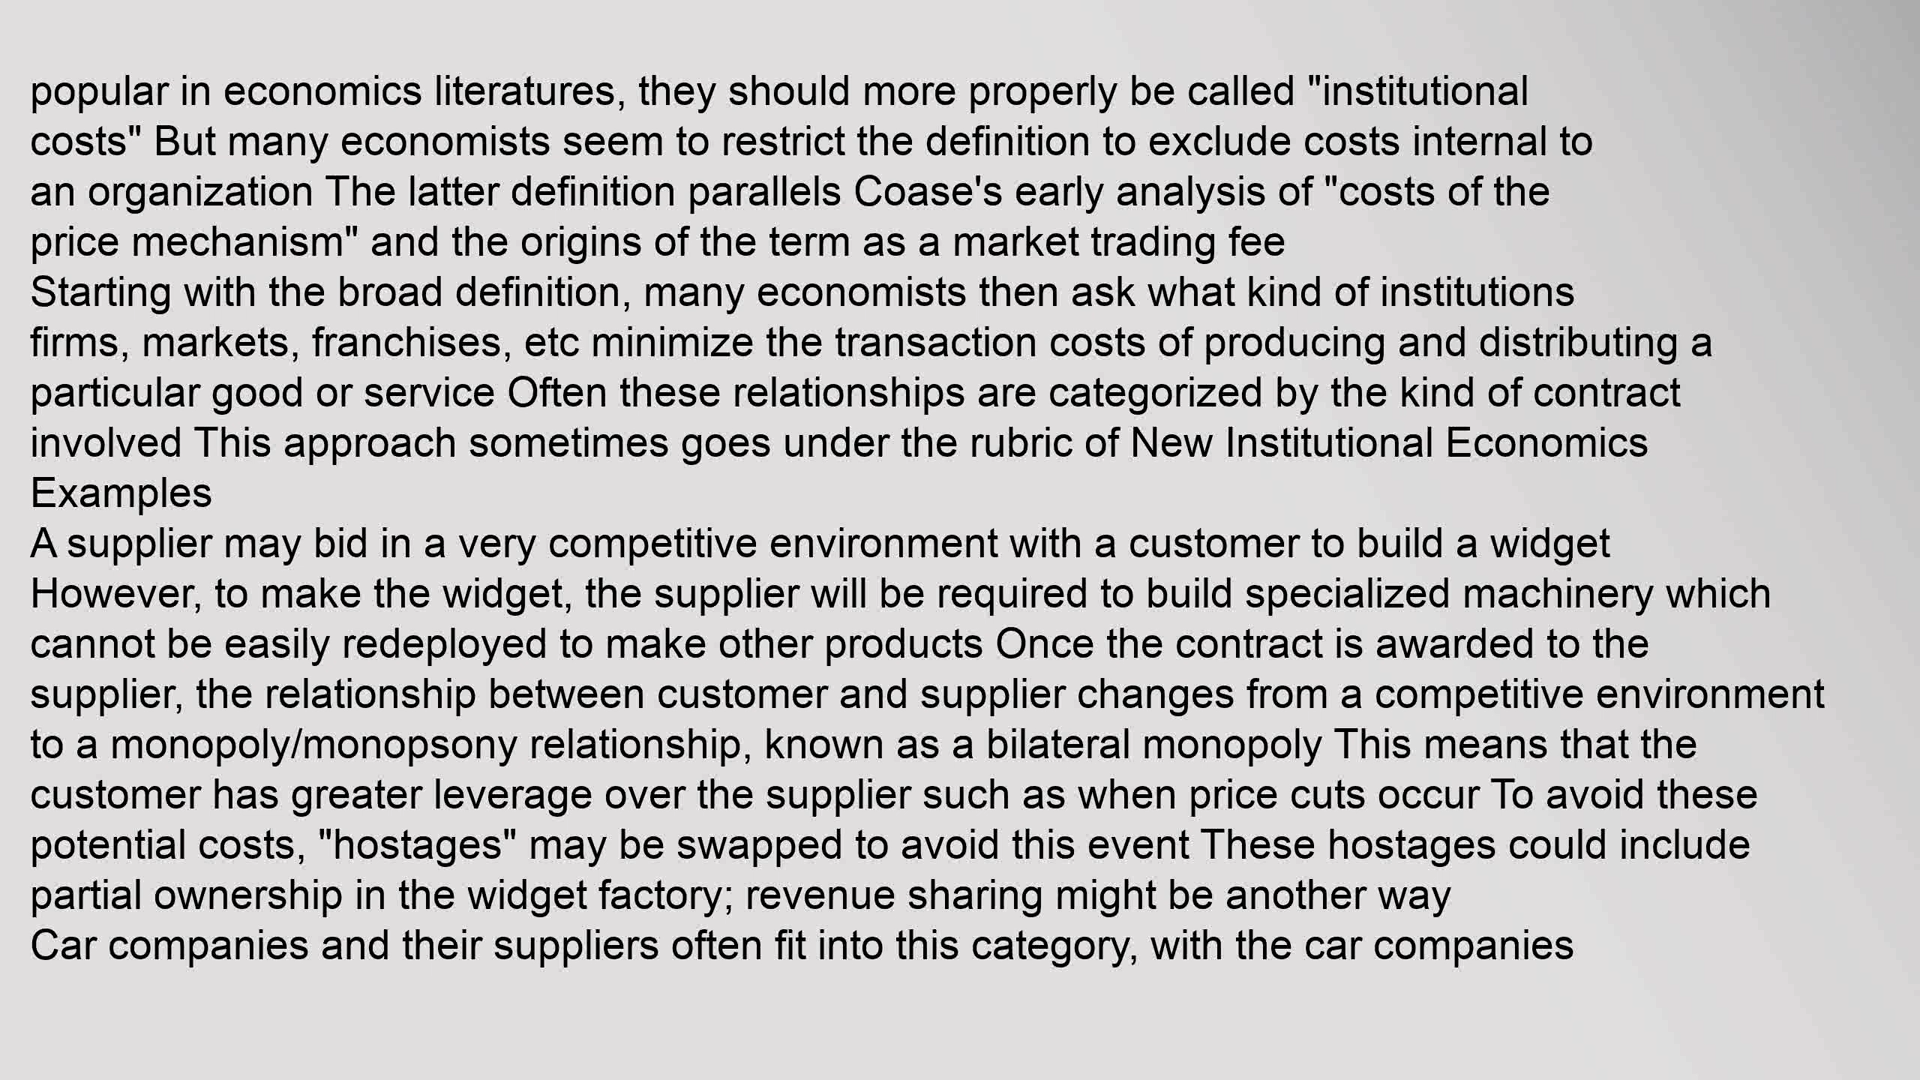 popular in economics literatures, they should more properly be called "institutional
costs" But many economists seem to restrict the definition to exclude costs internal to
an organization The latter definition parallels Coase's early analysis of "costs of the
price mechanism" and the origins of the term as a market trading fee
Starting with the broad definition, many economists then ask what kind of institutions
firms, markets, franchises, etc minimize the transaction costs of producing and distributing a
particular good or service Often these relationships are categorized by the kind of contract
involved This approach sometimes goes under the rubric of New Institutional Economics
Examples
A supplier may bid in a very competitive environment with a customer to build a widget
However, to make the widget, the supplier will be required to build specialized machinery which
cannot be easily redeployed to make other products Once the contract is awarded to the
supplier, the relationship between customer and supplier changes from a competitive environment
to a monopoly/monopsony relationship, known as a bilateral monopoly This means that the
customer has greater leverage over the supplier such as when price cuts occur To avoid these
potential costs, "hostages" may be swapped to avoid this event These hostages could include
partial ownership in the widget factory; revenue sharing might be another way
Car companies and their suppliers often fit into this category, with the car companies